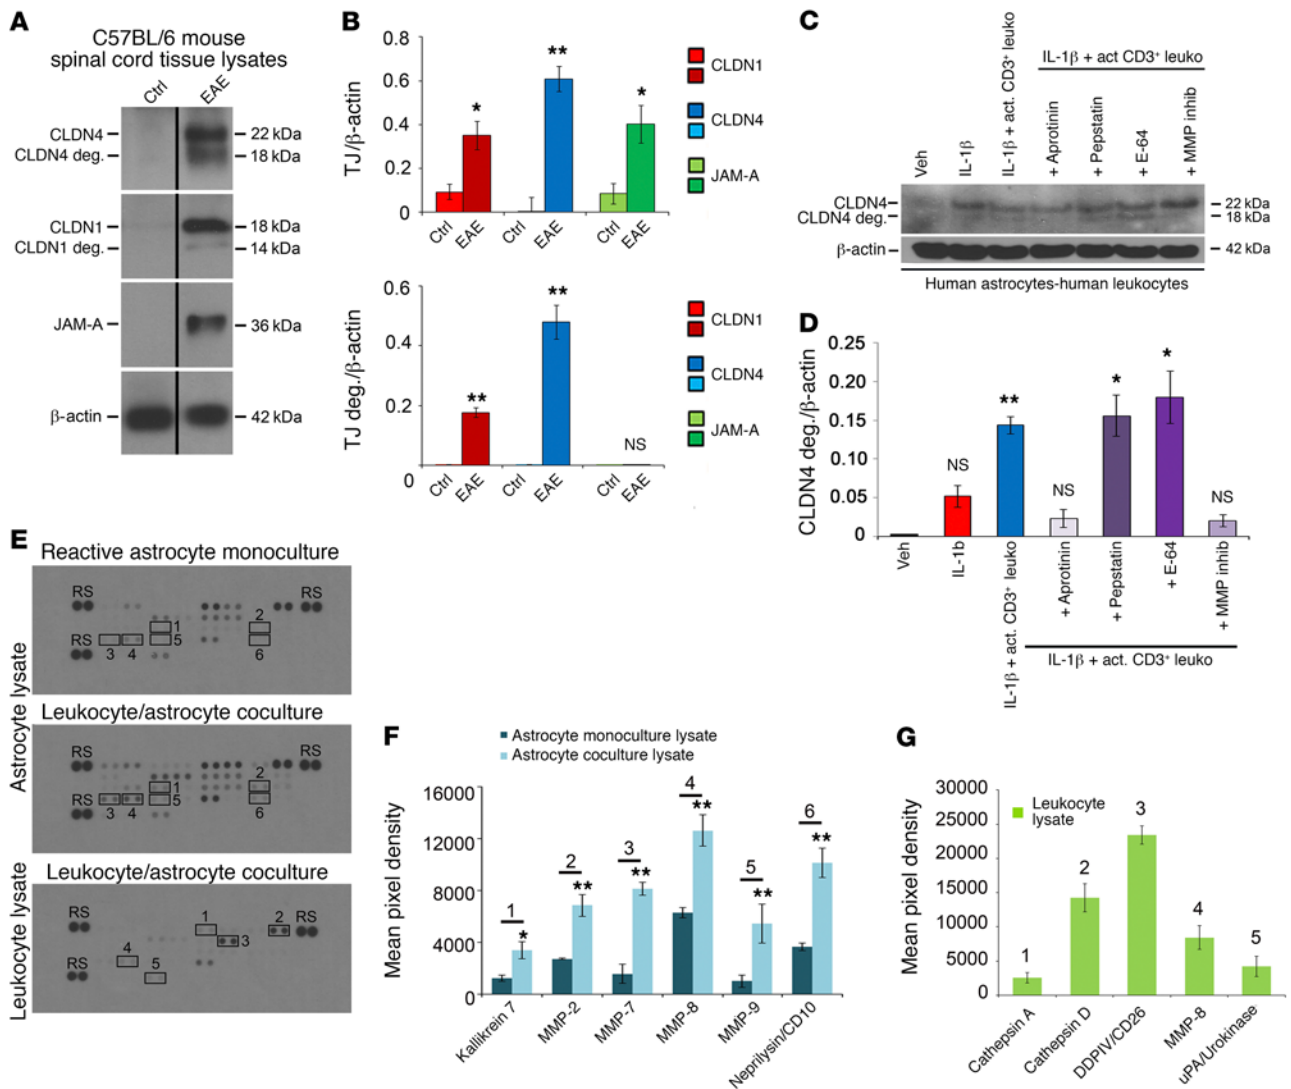 A
C57BL/6 mouse
spinal cord tissue lysates
Ctrl
EAE
CLDN4
22 kDa
CLDN4 deg.
18 kDa
CLDN1
18 kDa
CLDN1 deg.
14 kDa
JAM-A
36 kDa
β-actin
42 kDa
B
TJ/β-actin
0.8
0.6
0.4
0.2
0
*
**
*
Ctrl
EAE
Ctrl
EAE
Ctrl
EAE
CLDN1
CLDN4
JAM-A
TJ deg./β-actin
0.6
0.4
0.2
0
**
**
NS
Ctrl
EAE
Ctrl
EAE
Ctrl
EAE
CLDN1
CLDN4
JAM-A
C
IL-1β + act CD3+ leuko
Veh
IL-1β
IL-1β + act. CD3+ leuko
+ Aprotinin
+ Pepstatin
+ E-64
+ MMP inhib
CLDN4
22 kDa
CLDN4 deg.
18 kDa
β-actin
42 kDa
Human astrocytes-human leukocytes
D
CLDN4 deg./β-actin
0.25
0.20
0.15
0.10
0.05
0
NS
**
NS
*
*
NS
Veh
IL-1b
IL-1β + act. CD3+ leuko
+ Aprotinin
+ Pepstatin
+ E-64
+ MMP inhib
IL-1β + act. CD3+ leuko
E
Reactive astrocyte monoculture
RS
RS
RS
1
2
3
4
5
6
Astrocyte lysate
Leukocyte/astrocyte coculture
RS
RS
RS
1
2
3
4
5
6
Leukocyte/astrocyte coculture
Leukocyte lysate
RS
RS
RS
1
2
3
4
5
F
Astrocyte monoculture lysate
Astrocyte coculture lysate
Mean pixel density
16000
12000
8000
4000
0
1
*
2
**
3
**
4
**
5
**
6
**
Kallikrein 7
MMP-2
MMP-7
MMP-8
MMP-9
Neprilysin/CD10
G
Leukocyte
lysate
Mean pixel density
30000
25000
20000
15000
10000
5000
0
1
2
3
4
5
Cathepsin A
Cathepsin D
DDPIV/CD26
MMP-8
uPA/Urokinase